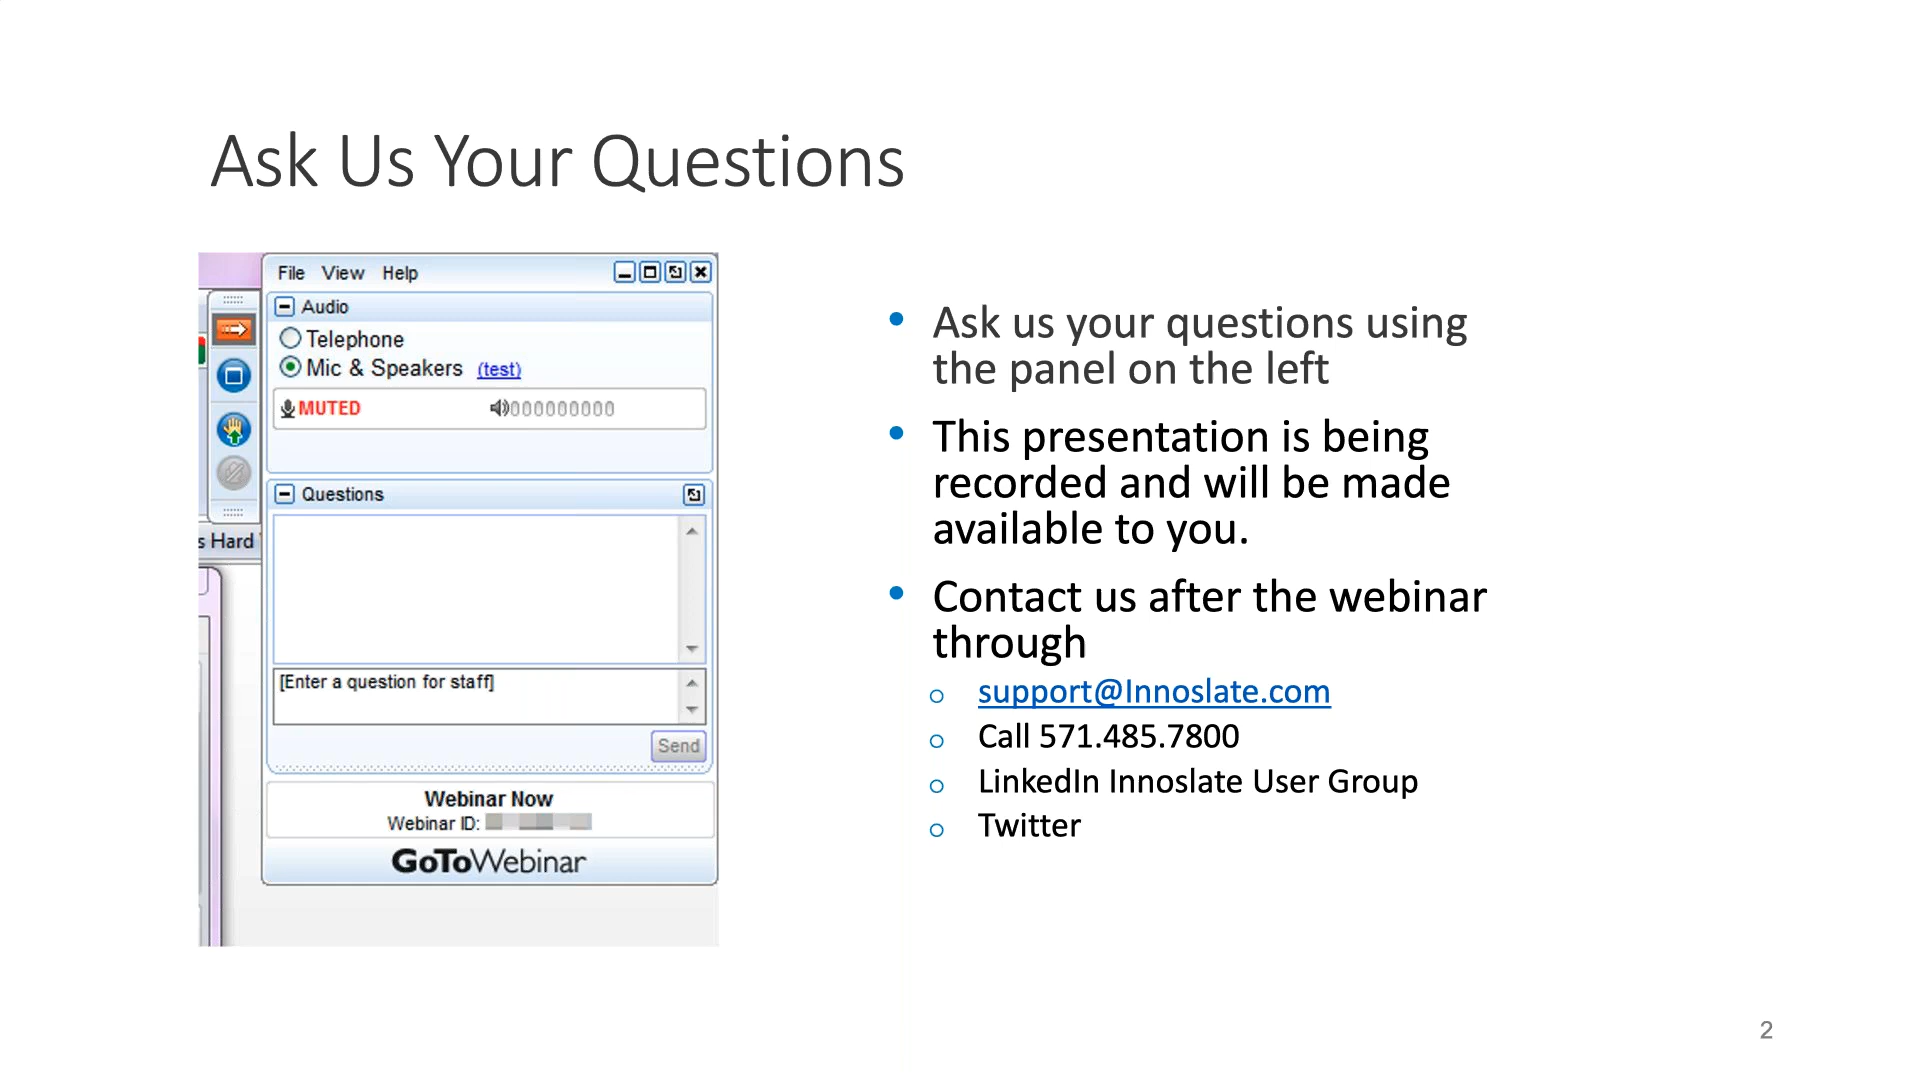 Ask Us Your Questions
File View Help
Audio
Telephone
Mic & Speakers (test)
MUTED
s Hard
Questions
[Enter a question for staff]
Send
Webinar Now
Webinar ID:
GoToWebinar
• Ask us your questions using
the panel on the left
• This presentation is being
recorded and will be made
available to you.
• Contact us after the webinar
through
o support@Innoslate.com
o Call 571.485.7800
o LinkedIn Innoslate User Group
o Twitter
2